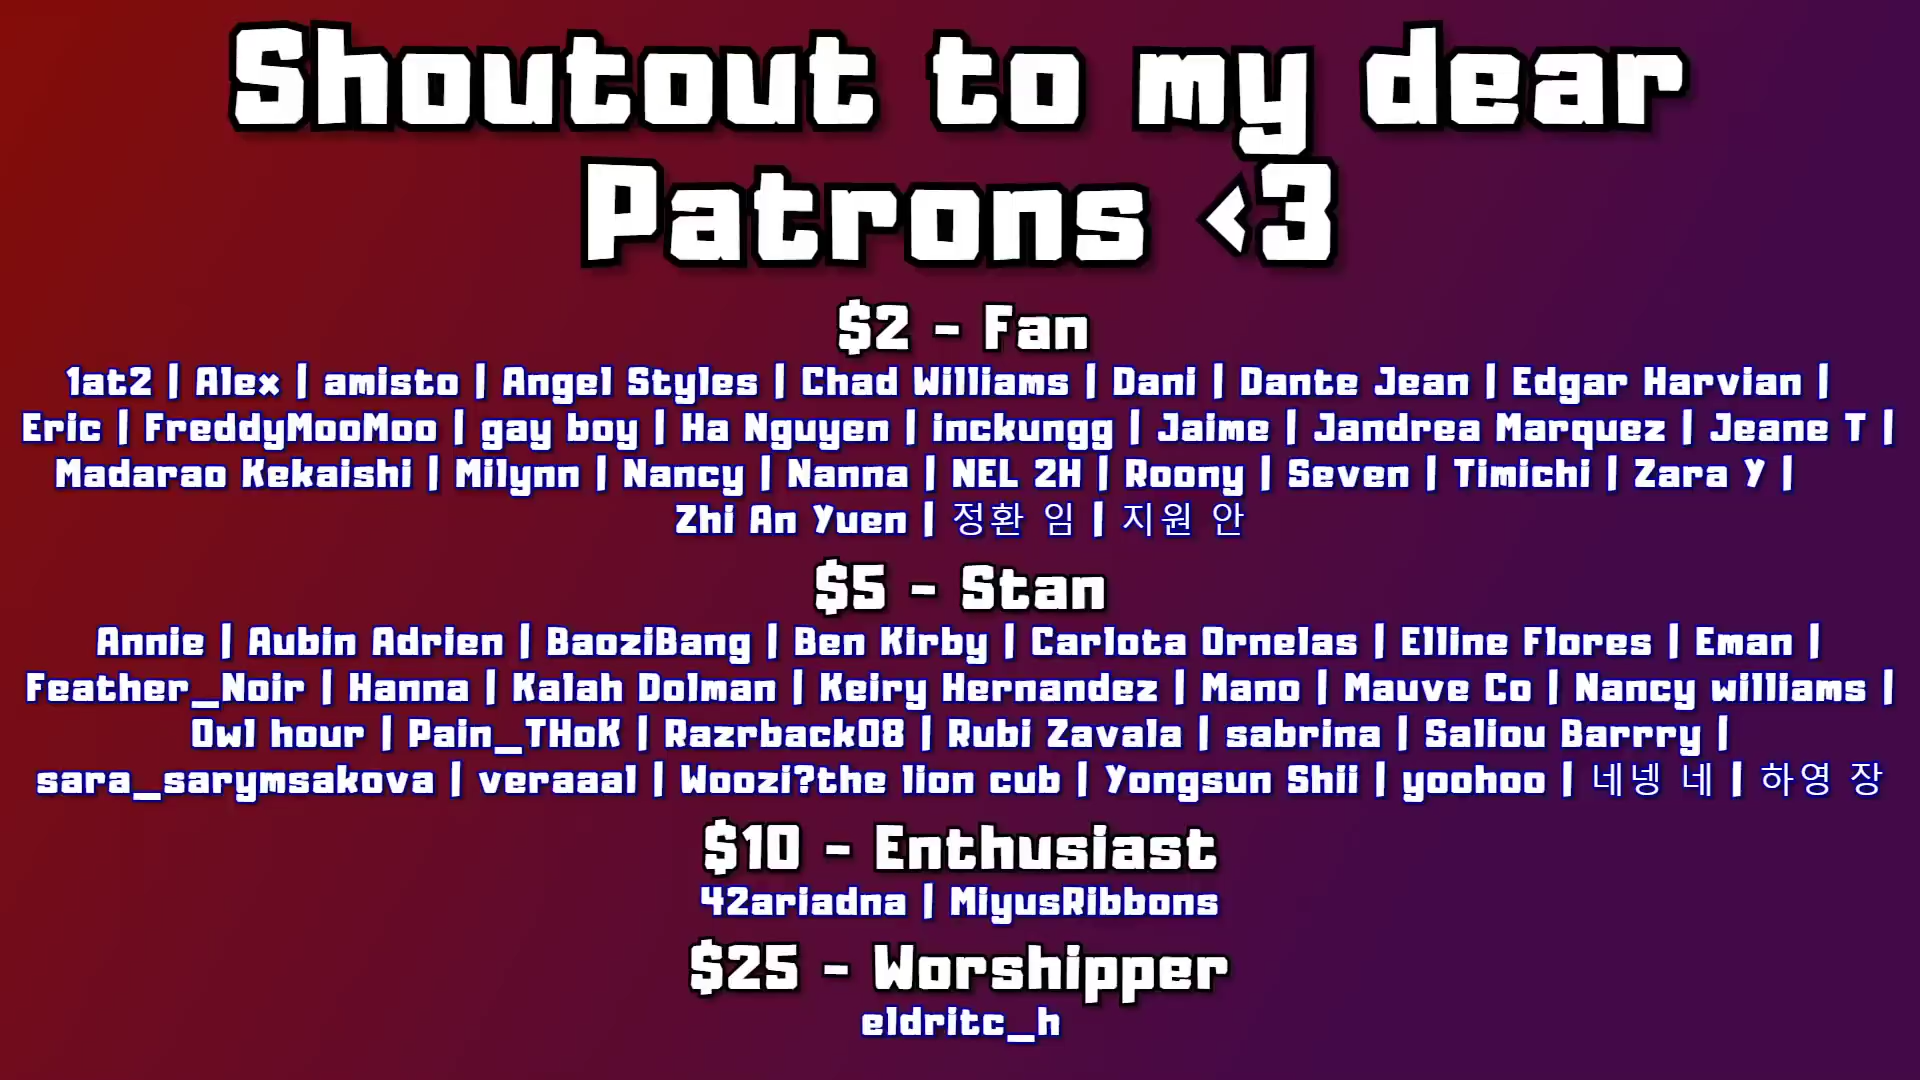 Shoutout to my dear
Patrons <3
$2 - Fan
1at2 | Alex | amisto | Angel Styles | Chad Williams | Dani | Dante Jean | Edgar Harvian |
Eric | FreddyMooMoo | gay boy | Ha Nguyen | inckungg | Jaime | Jandrea Marquez | Jeane T |
Madarao Kekaishi | Milynn | Nancy | Nanna | NEL 2H | Roony | Seven | Timichi | Zara Y |
Zhi An Yuen | 정환 임 | 지원 안
$5 - Stan
Annie | Aubin Adrien | BaoziBang | Ben Kirby | Carlota Ornelas | Elline Flores | Eman |
Feather_Noir | Hanna | Kalah Dolman | Keiry Hernandez | Mano | Mauve Co | Nancy williams |
Owl hour | Pain_THoK | Razrback08 | Rubi Zavala | sabrina | Saliou Barrry |
sara_sarymsakova | veraaal | Woozi?the lion cub | Yongsun Shii | yoohoo | 네넹 네 | 하영 장
$10 - Enthusiast
42ariadna | MiyusRibbons
$25 - Worshipper
eldritc_h